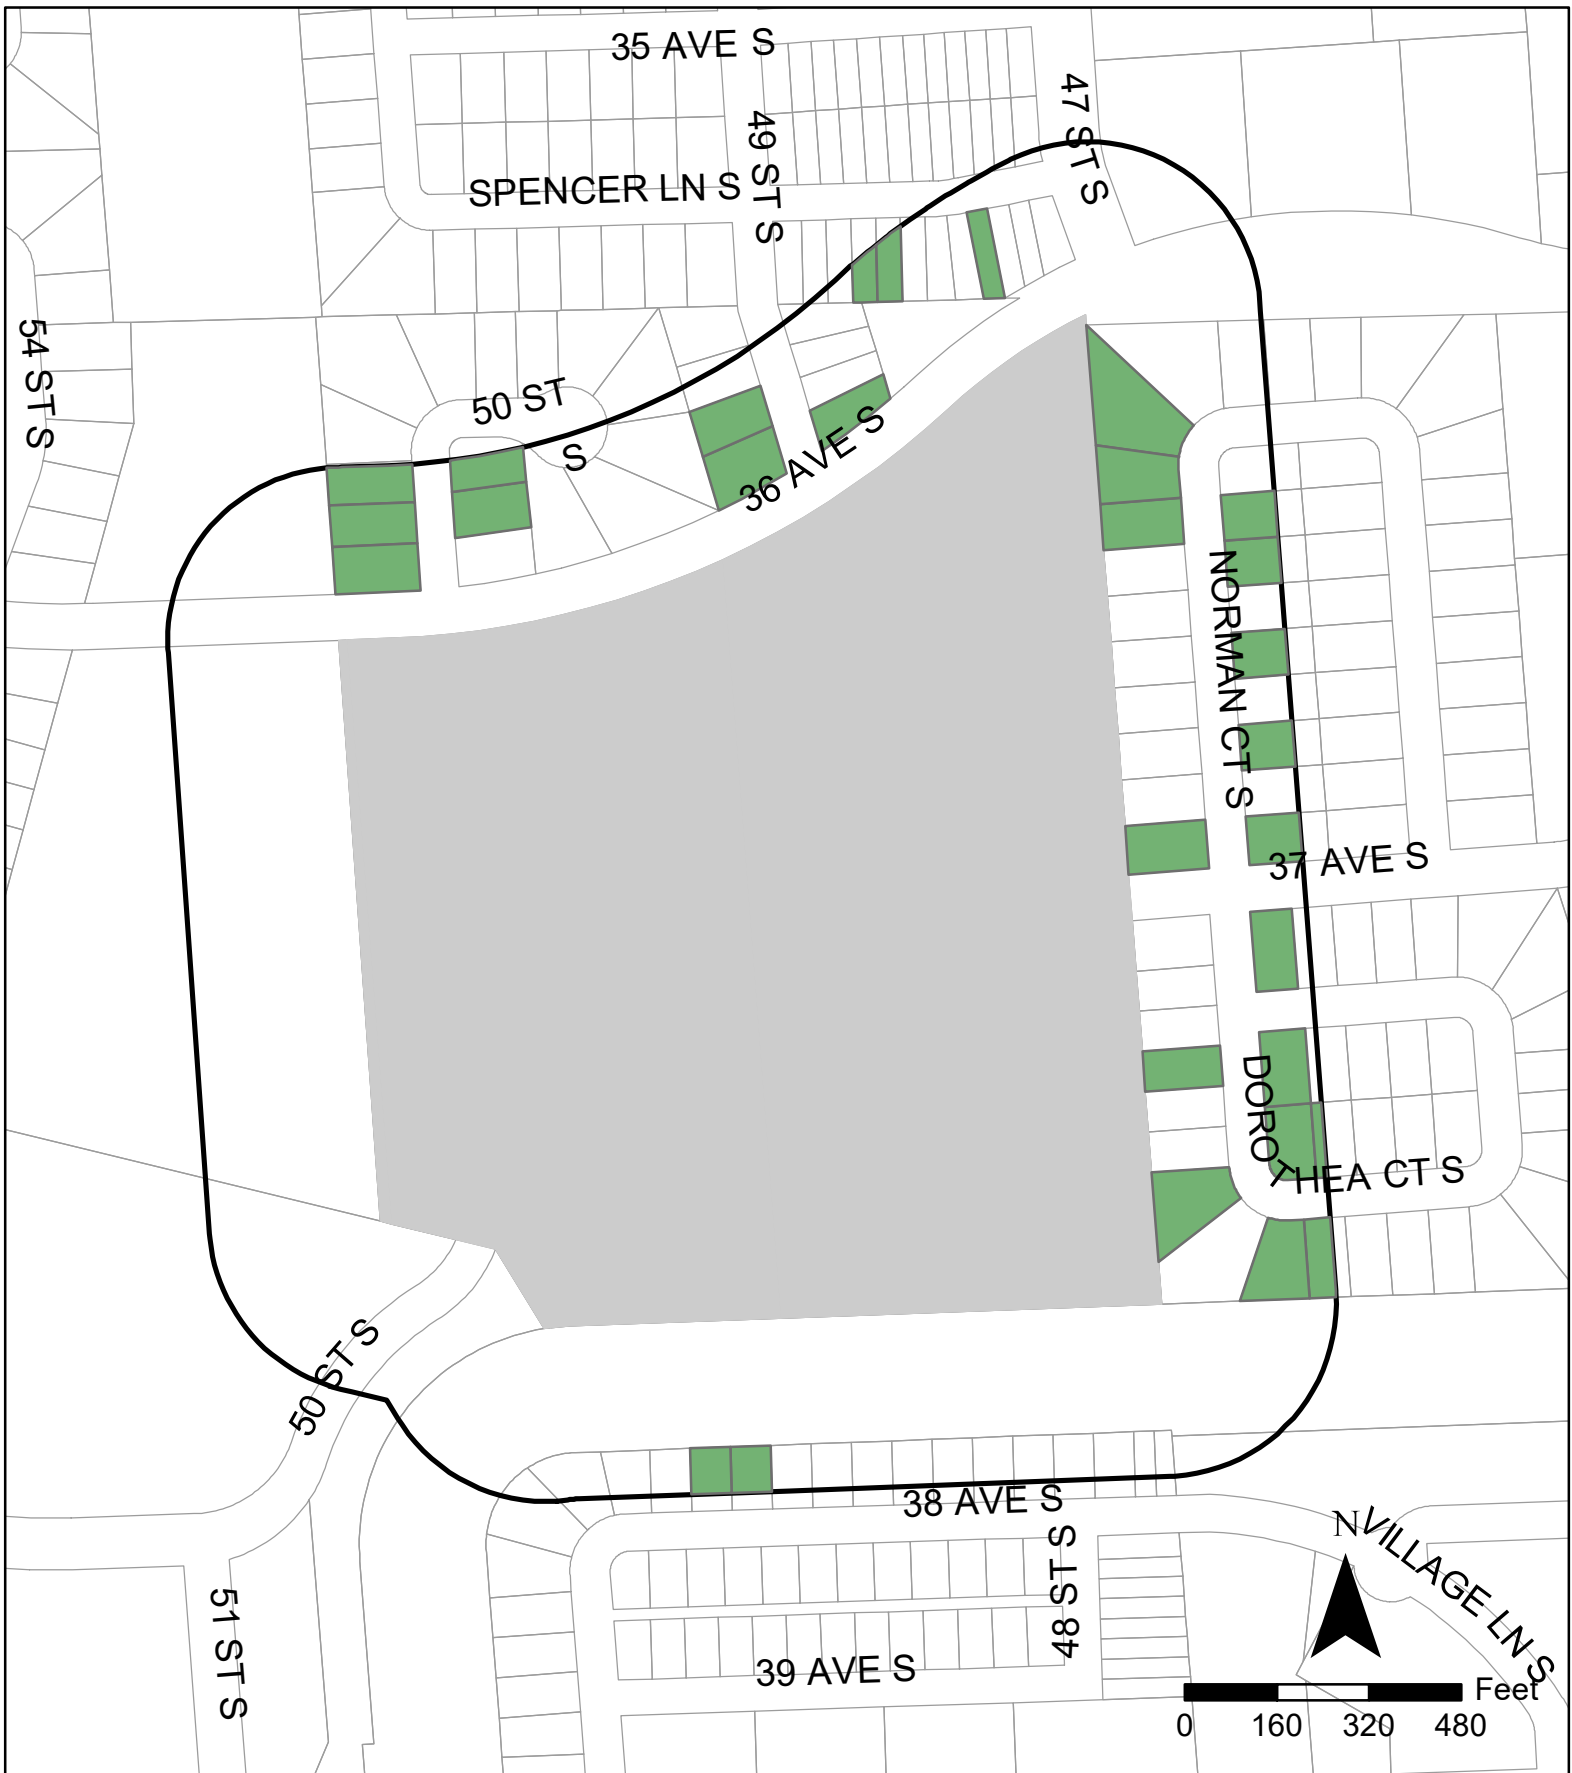 35 AVE S
47 ST S
49 ST S
SPENCER LN S
54 ST S
50 ST S
36 AVE S
NORMAN CT S
37 AVE S
DOROTHEA CT S
50 ST S
38 AVE S
N
VILLAGE LN S
48 ST S
51 ST S
39 AVE S
Feet
0 160 320 480